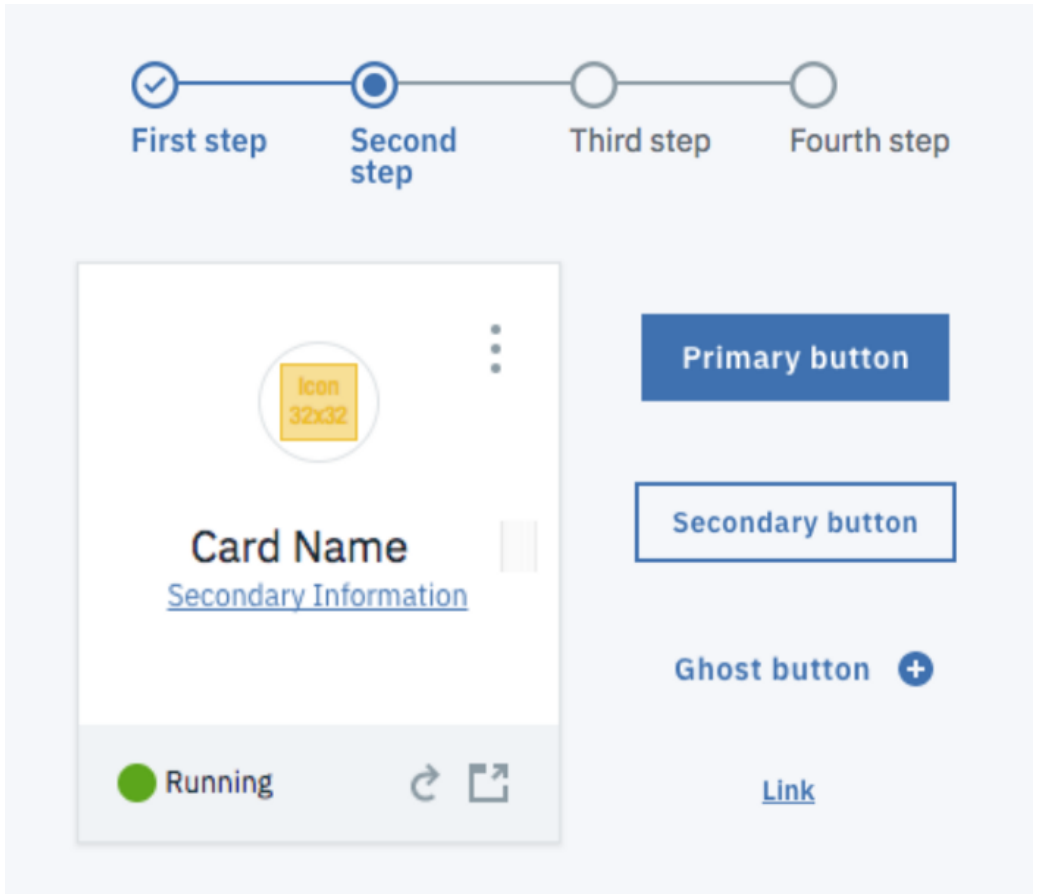 First step
Second
step
Third step
Fourth step
Icon
32x32
Card Name
Secondary Information
Running
Primary button
Secondary button
Ghost button
Link